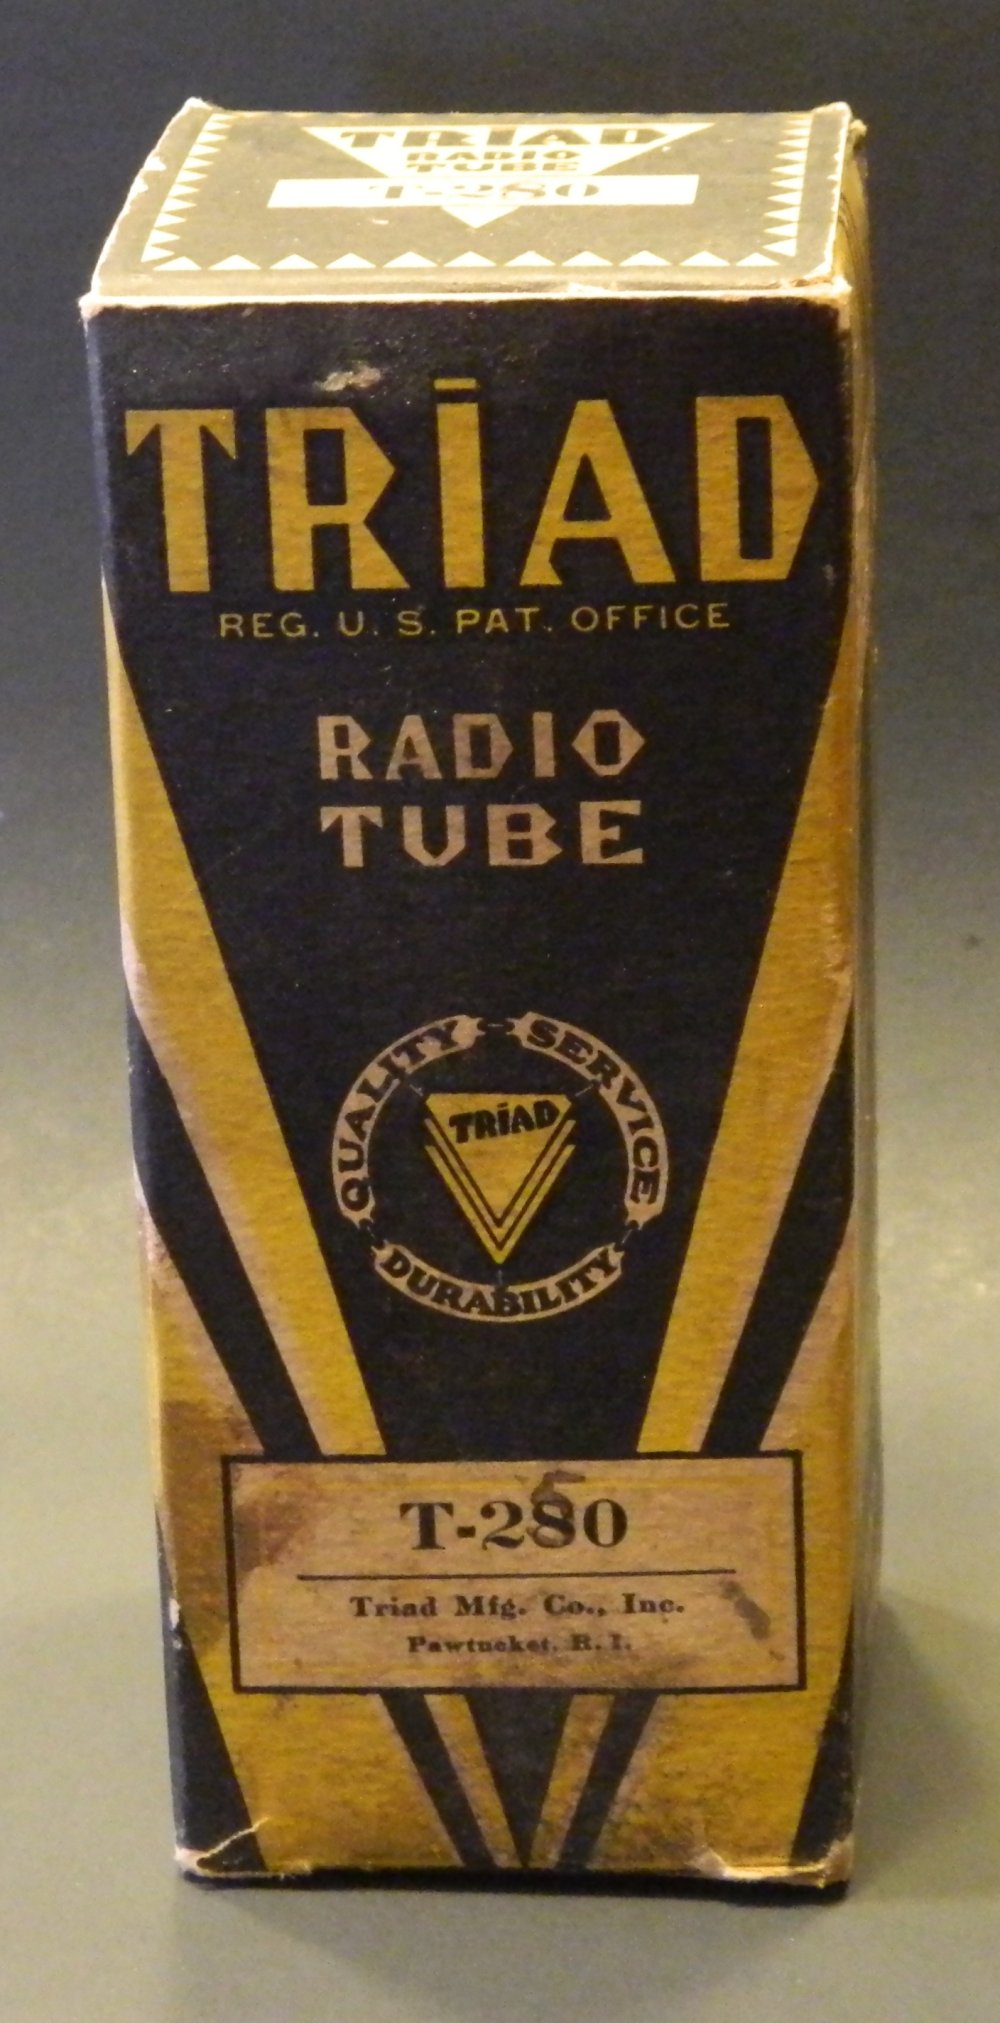 TRIAD
RADIO
TUBE
T-280
TRIAD
REG. U. S. PAT. OFFICE
RADIO
TUBE
QUALITY
SERVICE
TRIAD
DURABILITY
T-280
Triad Mfg. Co., Inc.
Pawtucket, R. I.